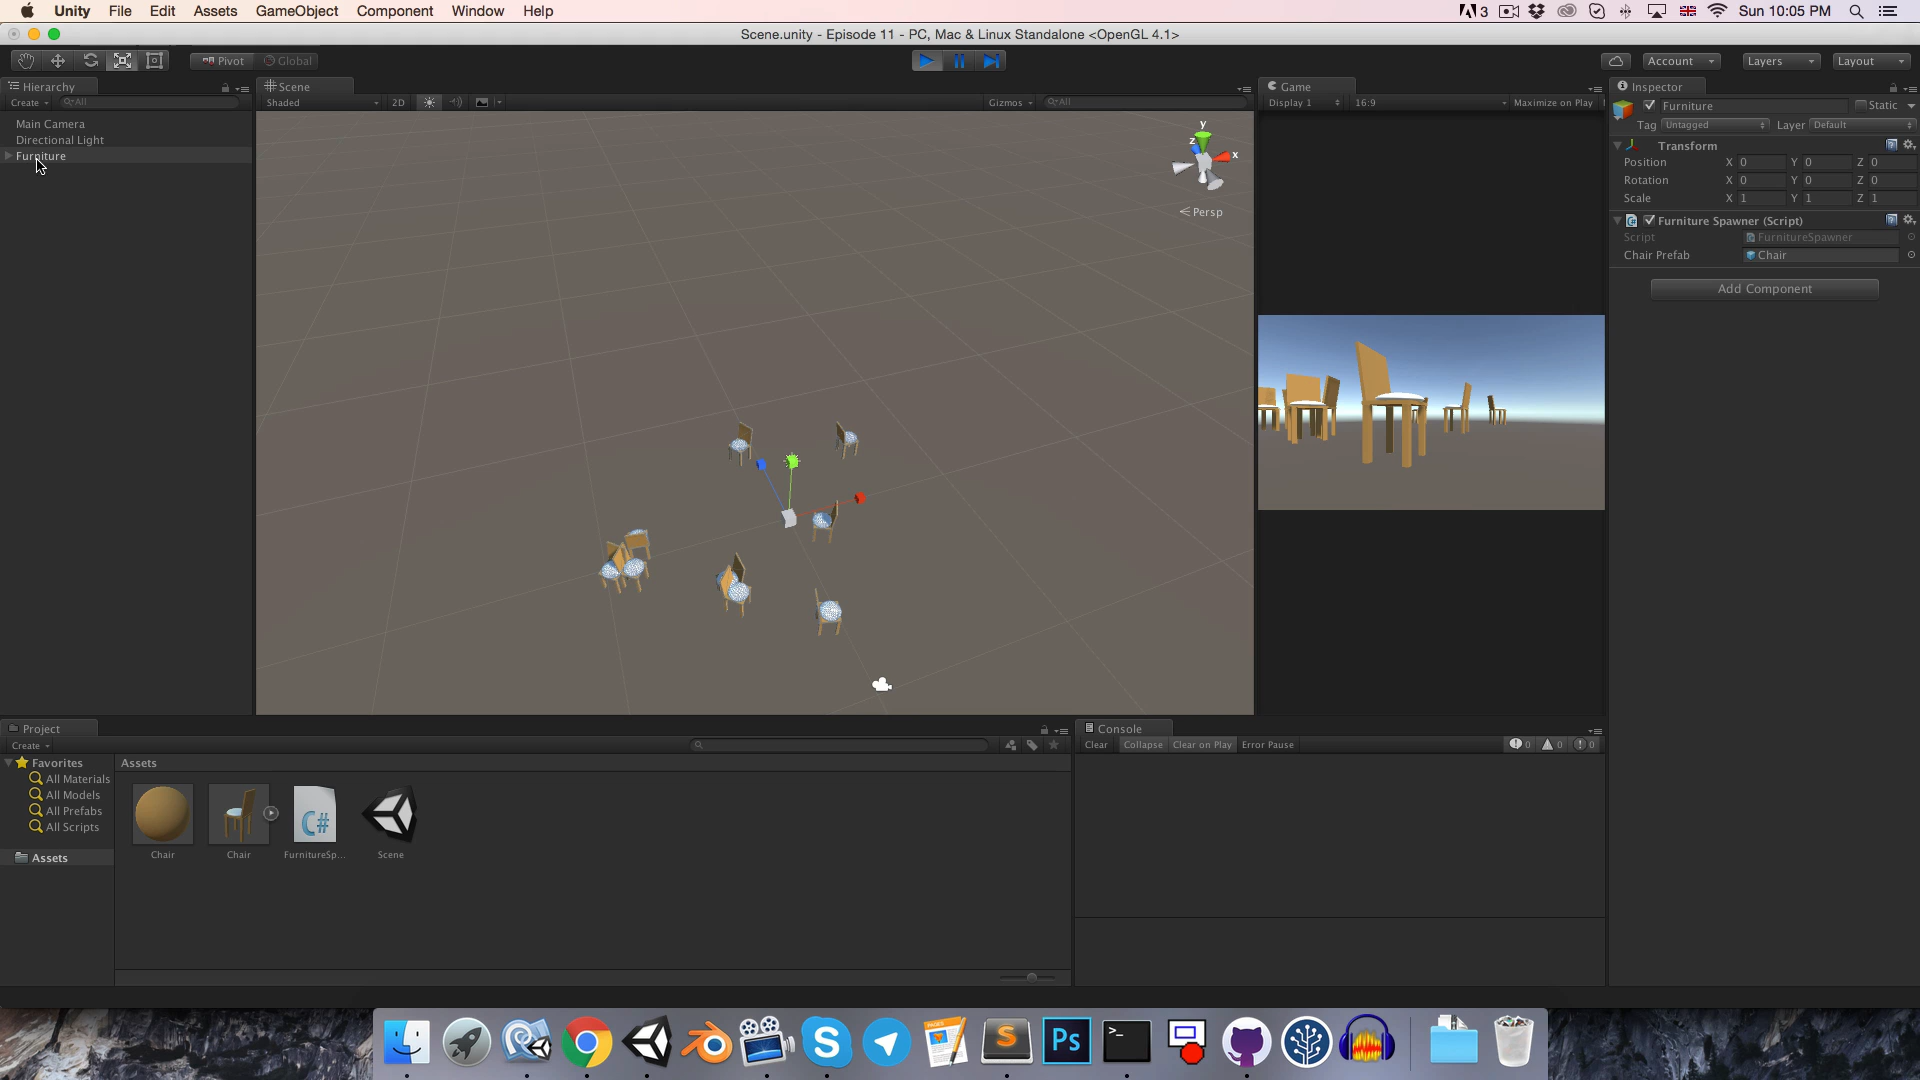 Unity File Edit Assets GameObject Component Window Help 3 Sun 10:05 PM
Scene.unity - Episode 11 - PC, Mac & Linux Standalone <OpenGL 4.1>
Pivot Global Account Layers Layout
Hierarchy
Create All
Main Camera
Directional Light
Furniture
Scene
Shaded 2D Gizmos All
y
z
x
Persp
Game
Display 1 16:9 Maximize on Play
Inspector
Furniture Static
Tag Untagged Layer Default
Transform
Position X 0 Y 0 Z 0
Rotation X 0 Y 0 Z 0
Scale X 1 Y 1 Z 1
Furniture Spawner (Script)
Script FurnitureSpawner
Chair Prefab Chair
Add Component
Project
Create
Favorites
All Materials
All Models
All Prefabs
All Scripts
Assets
Assets
C#
Chair Chair FurnitureSp... Scene
Console
Clear Collapse Clear on Play Error Pause 0 0 0
S
PAGES
S
Ps
>_